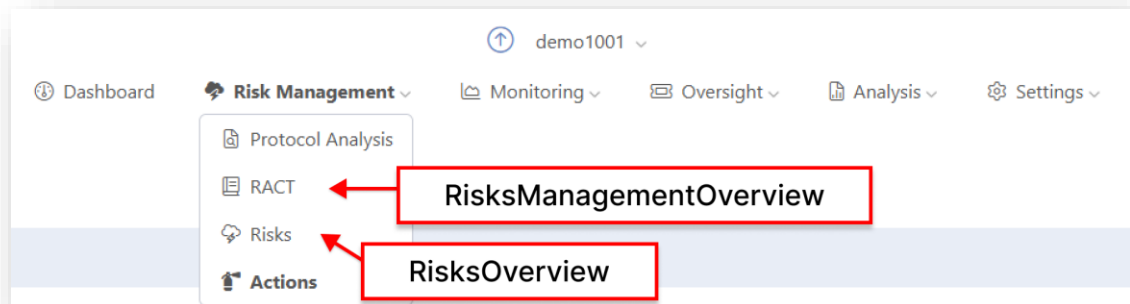 demo1001
Dashboard Risk Management Monitoring Oversight Analysis Settings
Protocol Analysis
RACT
RisksManagementOverview
Risks
RisksOverview
Actions